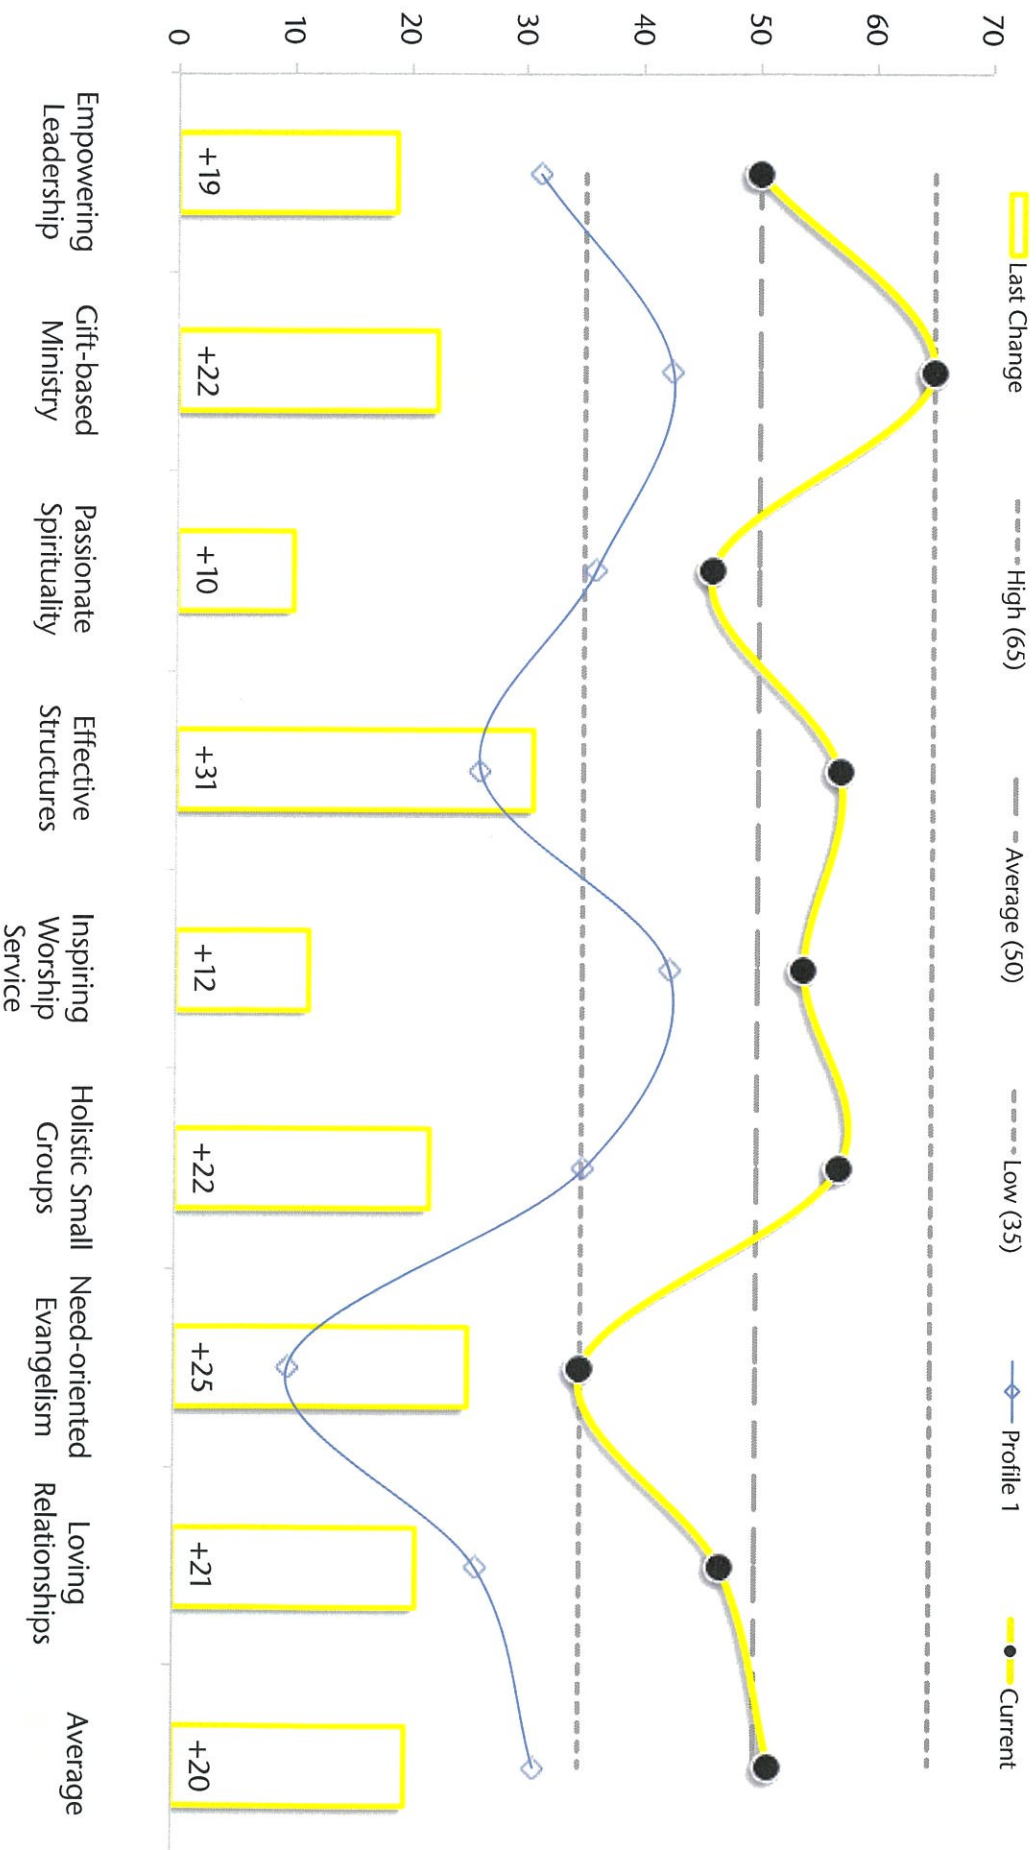 Last Change
High (65)
Average (50)
Low (35)
Profile 1
Current
70
60
50
40
30
20
10
0
+19
+22
+10
+31
+12
+22
+25
+21
+20
Empowering
Leadership
Gift-based
Ministry
Passionate
Spirituality
Effective
Structures
Inspiring
Worship
Service
Holistic Small
Groups
Need-oriented
Evangelism
Loving
Relationships
Average